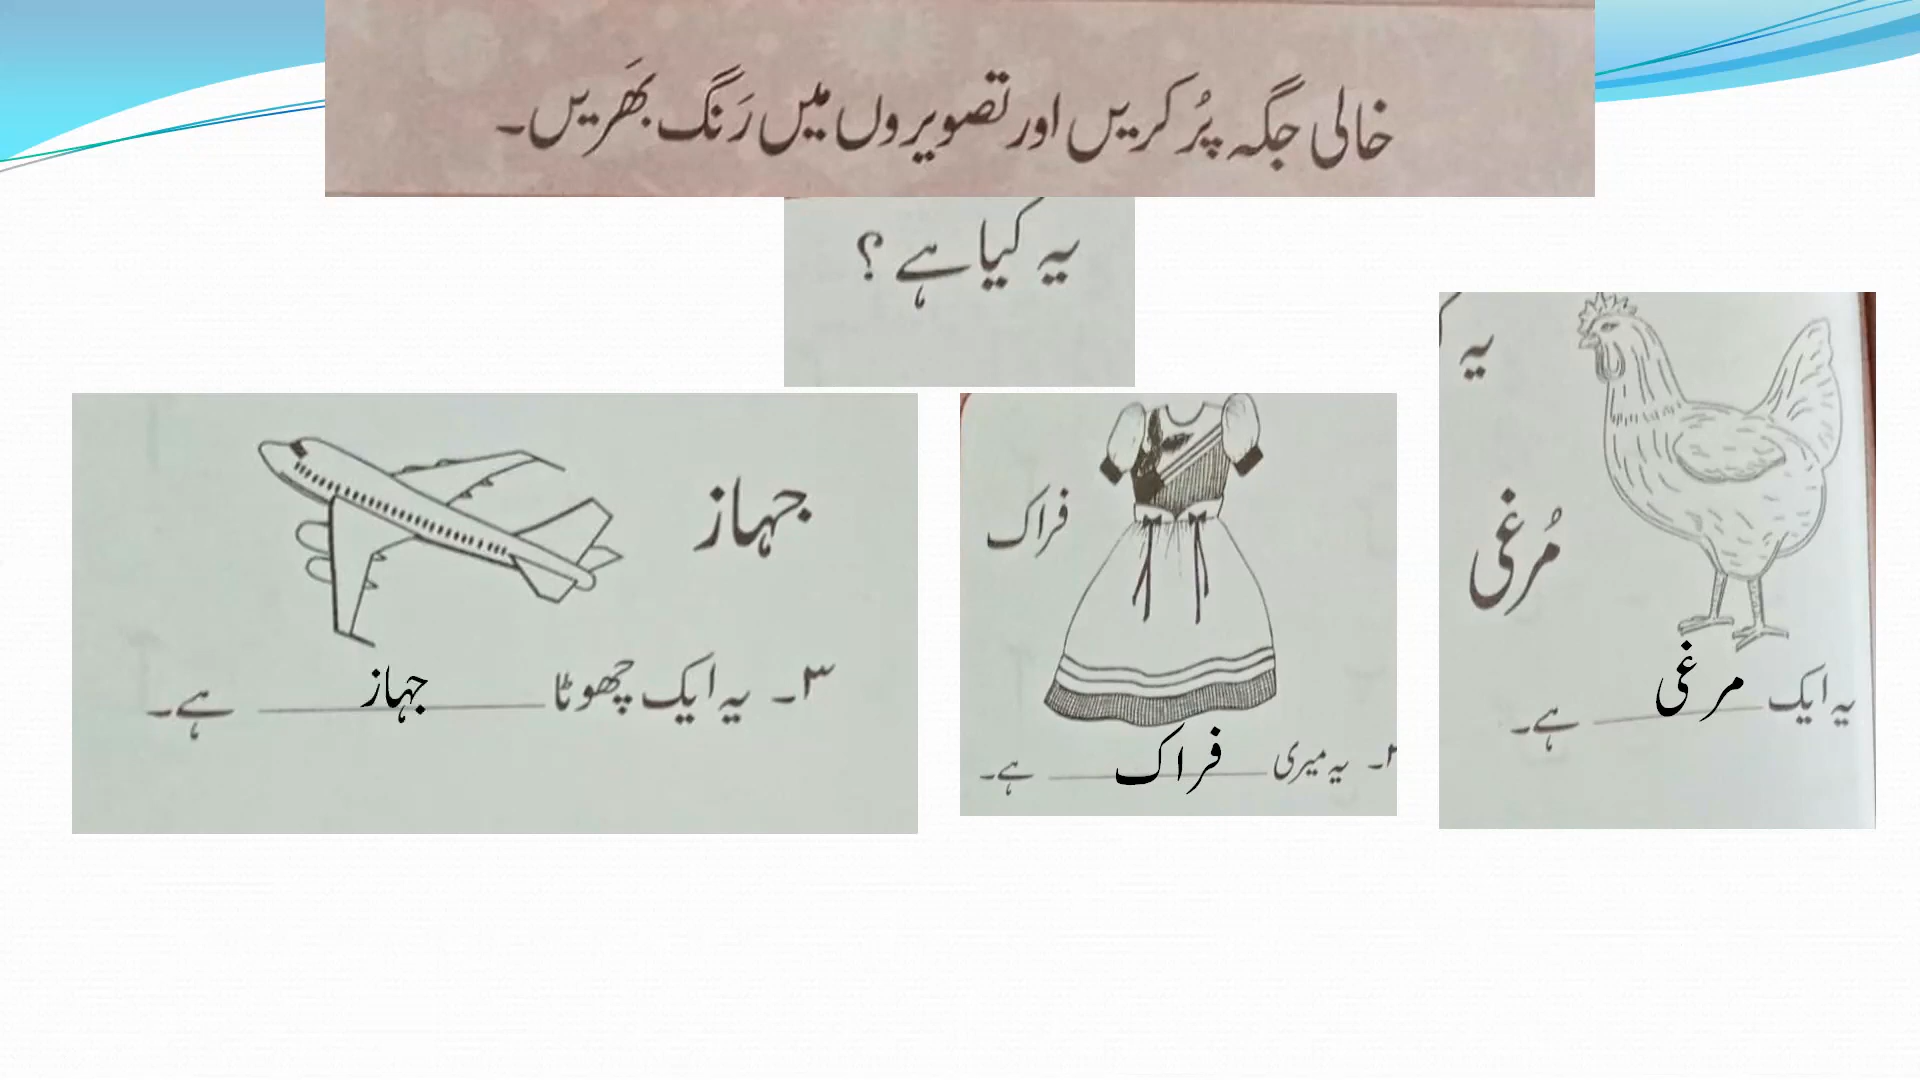 خالی جگہ پُر کریں اور تصویروں میں رَنگ بھَریں۔
یہ کیا ہے ؟
یہ
مُرغی
یہ ایک مرغی ہے۔
فراک
۲۔ یہ میری فراک ہے۔
جہاز
۳۔ یہ ایک چھوٹا جہاز ہے۔